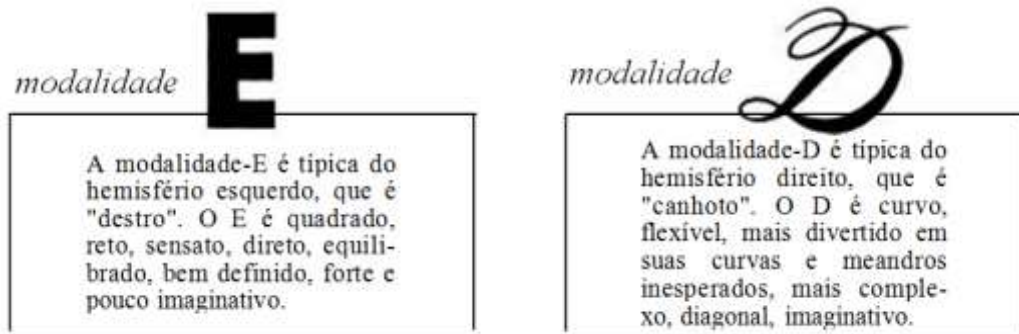 modalidade E
A modalidade-E é típica do
hemisfério esquerdo, que é
"destro". O E é quadrado,
reto, sensato, direto, equili-
brado, bem definido, forte e
pouco imaginativo.
modalidade D
A modalidade-D é típica do
hemisfério direito, que é
"canhoto". O D é curvo,
flexível, mais divertido em
suas curvas e meandros
inesperados, mais comple-
xo, diagonal, imaginativo.